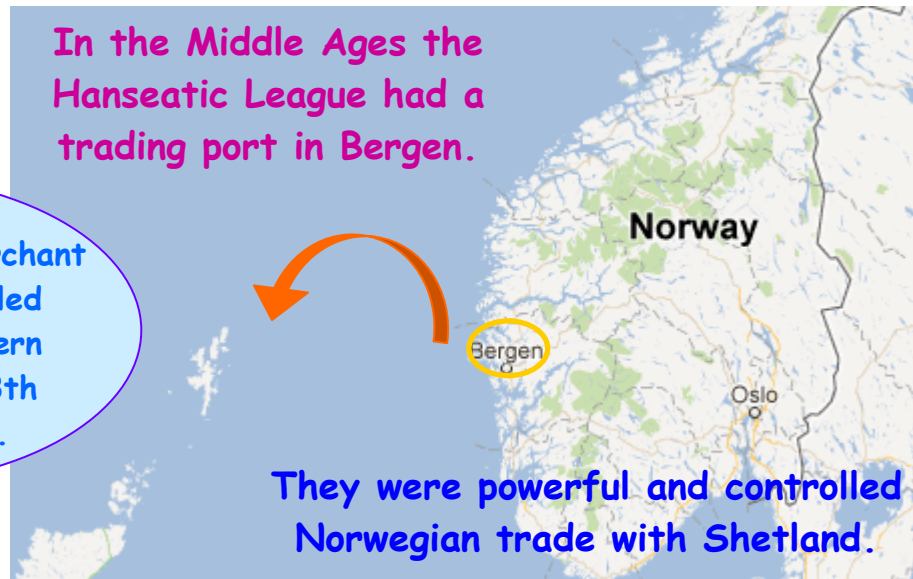 In the Middle Ages the
Hanseatic League had a
trading port in Bergen.
Norway
Bergen
Oslo
They were powerful and controlled
Norwegian trade with Shetland.